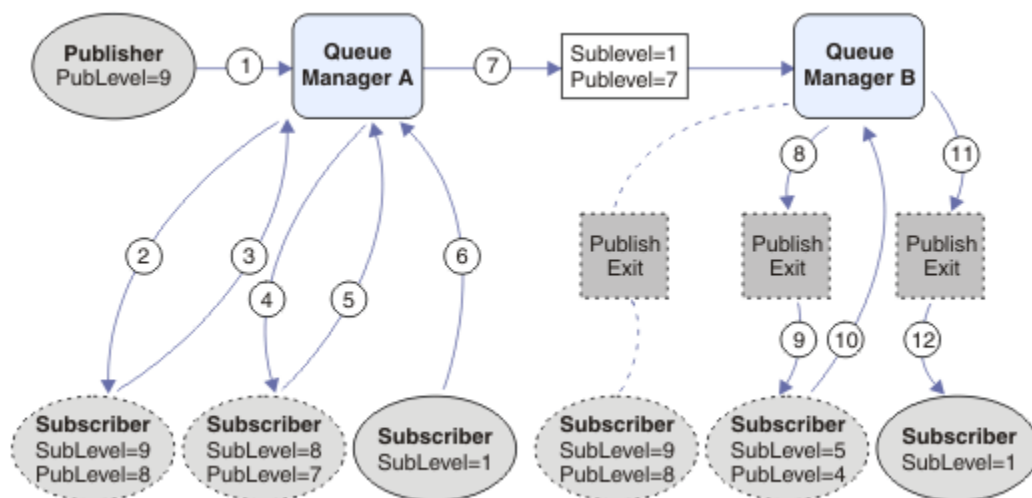 Publisher
PubLevel=9
1
Queue
Manager A
7
Sublevel=1
Publevel=7
Queue
Manager B
8
11
2
3
4
5
6
Publish
Exit
Publish
Exit
Publish
Exit
9
10
12
Subscriber
SubLevel=9
PubLevel=8
Subscriber
SubLevel=8
PubLevel=7
Subscriber
SubLevel=1
Subscriber
SubLevel=9
PubLevel=8
Subscriber
SubLevel=5
PubLevel=4
Subscriber
SubLevel=1